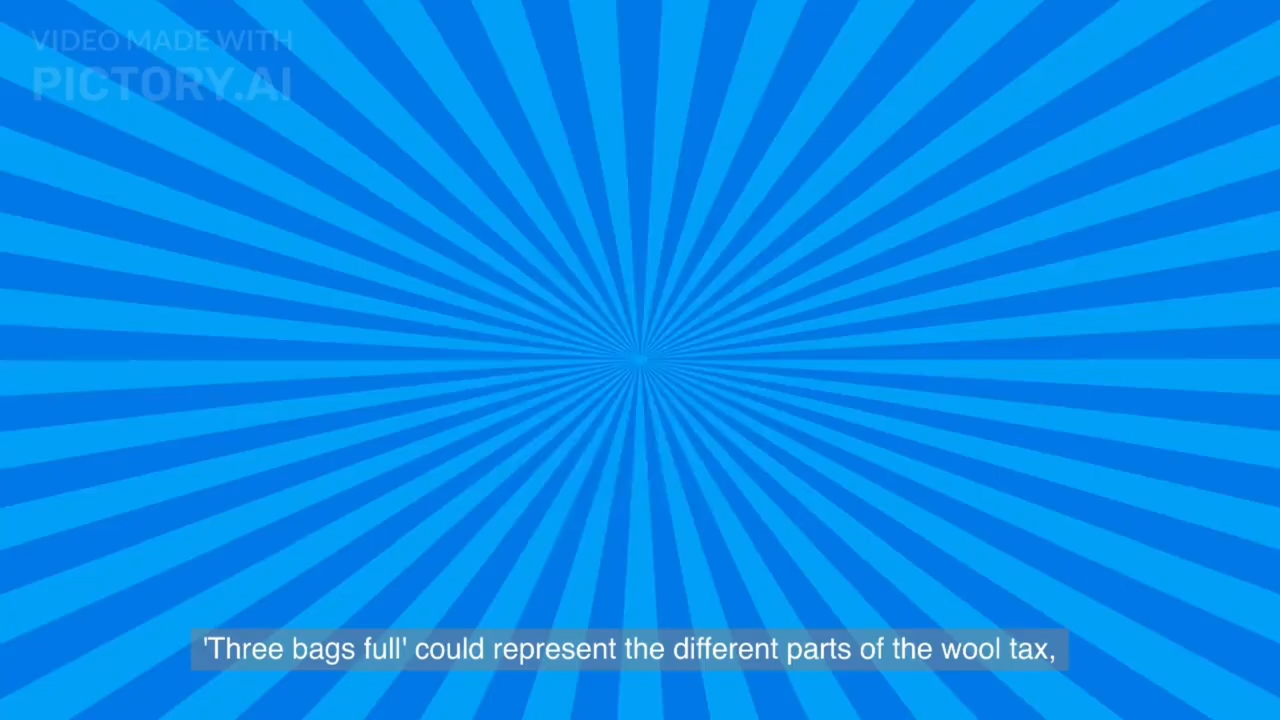 VIDEO MADE WITH
PICTORY.AI
'Three bags full' could represent the different parts of the wool tax,